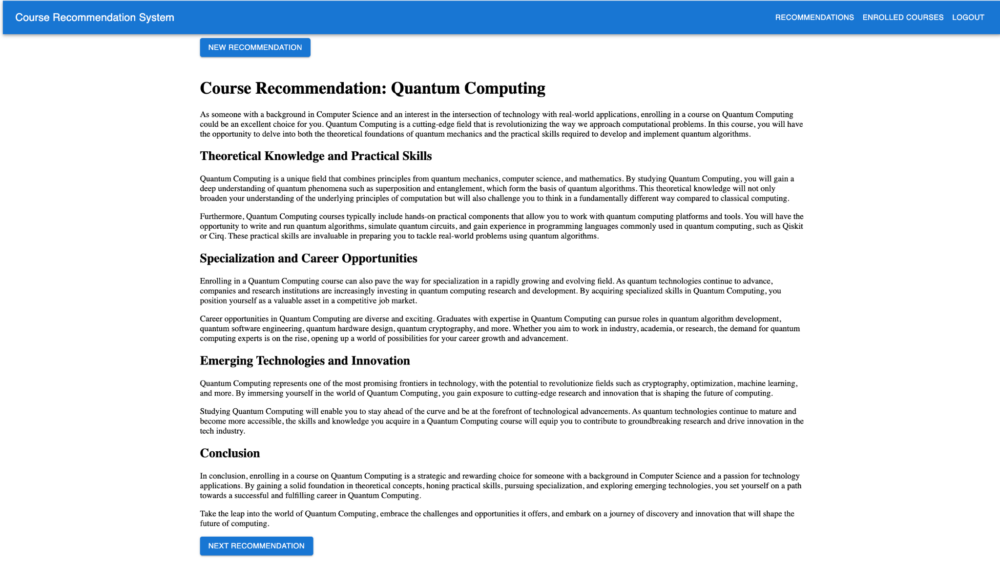 Course Recommendation System
RECOMMENDATIONS ENROLLED COURSES LOGOUT
NEW RECOMMENDATION
Course Recommendation: Quantum Computing
As someone with a background in Computer Science and an interest in the intersection of technology with real-world applications, enrolling in a course on Quantum Computing
could be an excellent choice for you. Quantum Computing is a cutting-edge field that is revolutionizing the way we approach computational problems. In this course, you will have
the opportunity to delve into both the theoretical foundations of quantum mechanics and the practical skills required to develop and implement quantum algorithms.
Theoretical Knowledge and Practical Skills
Quantum Computing is a unique field that combines principles from quantum mechanics, computer science, and mathematics. By studying Quantum Computing, you will gain a
deep understanding of quantum phenomena such as superposition and entanglement, which form the basis of quantum algorithms. This theoretical knowledge will not only
broaden your understanding of the underlying principles of computation but will also challenge you to think in a fundamentally different way compared to classical computing.
Furthermore, Quantum Computing courses typically include hands-on practical components that allow you to work with quantum computing platforms and tools. You will have the
opportunity to write and run quantum algorithms, simulate quantum circuits, and gain experience in programming languages commonly used in quantum computing, such as Qiskit
or Cirq. These practical skills are invaluable in preparing you to tackle real-world problems using quantum algorithms.
Specialization and Career Opportunities
Enrolling in a Quantum Computing course can also pave the way for specialization in a rapidly growing and evolving field. As quantum technologies continue to advance,
companies and research institutions are increasingly investing in quantum computing research and development. By acquiring specialized skills in Quantum Computing, you
position yourself as a valuable asset in a competitive job market.
Career opportunities in Quantum Computing are diverse and exciting. Graduates with expertise in Quantum Computing can pursue roles in quantum algorithm development,
quantum software engineering, quantum hardware design, quantum cryptography, and more. Whether you aim to work in industry, academia, or research, the demand for quantum
computing experts is on the rise, opening up a world of possibilities for your career growth and advancement.
Emerging Technologies and Innovation
Quantum Computing represents one of the most promising frontiers in technology, with the potential to revolutionize fields such as cryptography, optimization, machine learning,
and more. By immersing yourself in the world of Quantum Computing, you gain exposure to cutting-edge research and innovation that is shaping the future of computing.
Studying Quantum Computing will enable you to stay ahead of the curve and be at the forefront of technological advancements. As quantum technologies continue to mature and
become more accessible, the skills and knowledge you acquire in a Quantum Computing course will equip you to contribute to groundbreaking research and drive innovation in the
tech industry.
Conclusion
In conclusion, enrolling in a course on Quantum Computing is a strategic and rewarding choice for someone with a background in Computer Science and a passion for technology
applications. By gaining a solid foundation in theoretical concepts, honing practical skills, pursuing specialization, and exploring emerging technologies, you set yourself on a path
towards a successful and fulfilling career in Quantum Computing.
Take the leap into the world of Quantum Computing, embrace the challenges and opportunities it offers, and embark on a journey of discovery and innovation that will shape the
future of computing.
NEXT RECOMMENDATION